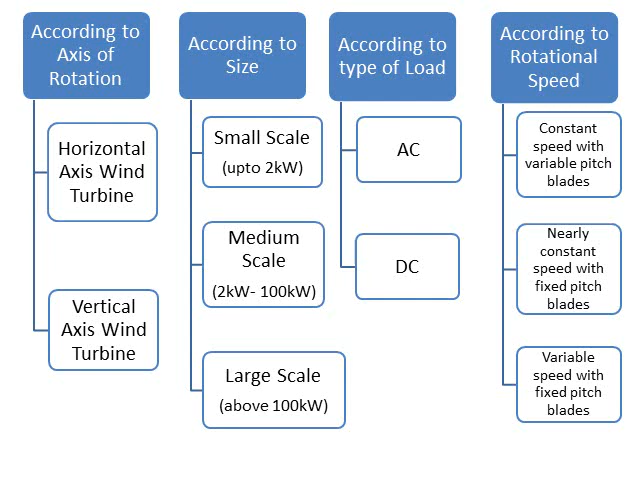 According to
Axis of
Rotation
Horizontal
Axis Wind
Turbine
Vertical
Axis Wind
Turbine
According to
Size
Small Scale
(upto 2kW)
Medium
Scale
(2kW- 100kW)
Large Scale
(above 100kW)
According to
type of Load
AC
DC
According to
Rotational
Speed
Constant
speed with
variable pitch
blades
Nearly
constant
speed with
fixed pitch
blades
Variable
speed with
fixed pitch
blades